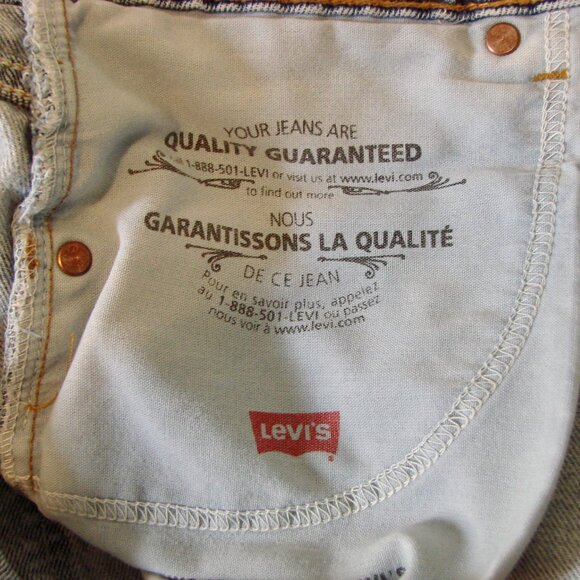 YOUR JEANS ARE
QUALITY GUARANTEED
1-888-501-LEVI or visit us at www.levi.com
to find out more
NOUS
GARANTISSONS LA QUALITÉ
DE CE JEAN
Pour en savoir plus, appelez
au 1-888-501-LEVI ou passez
nous voir à www.levi.com
LEVI'S